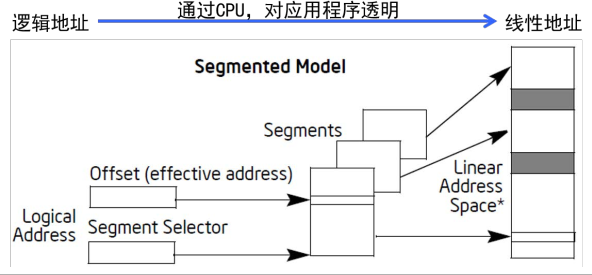 通过CPU，对应用程序透明
逻辑地址
线性地址
Segmented Model
Segments
Offset (effective address)
Linear
Address
Space*
Logical
Address
Segment Selector